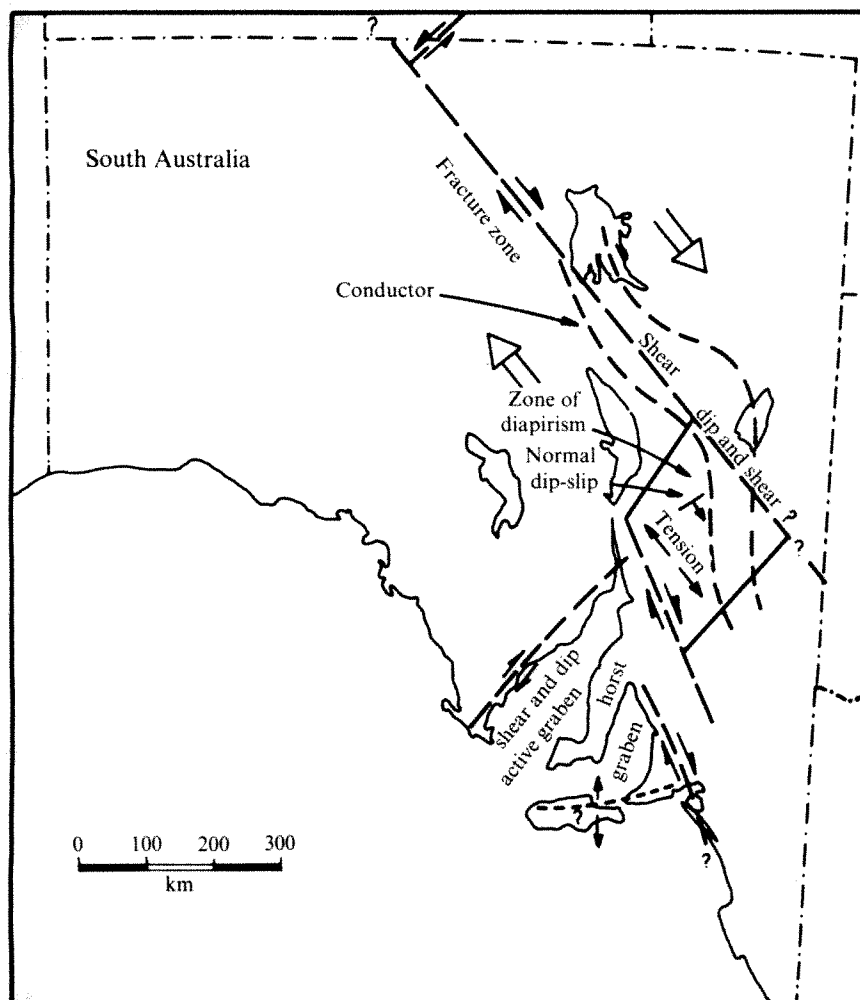 ?
South Australia
Fracture zone
Conductor
Shear
Zone of
diapirism
dip and shear ?
Normal
dip-slip
?
Tension
shear and dip
active graben
horst
graben
?
?
0 100 200 300
km